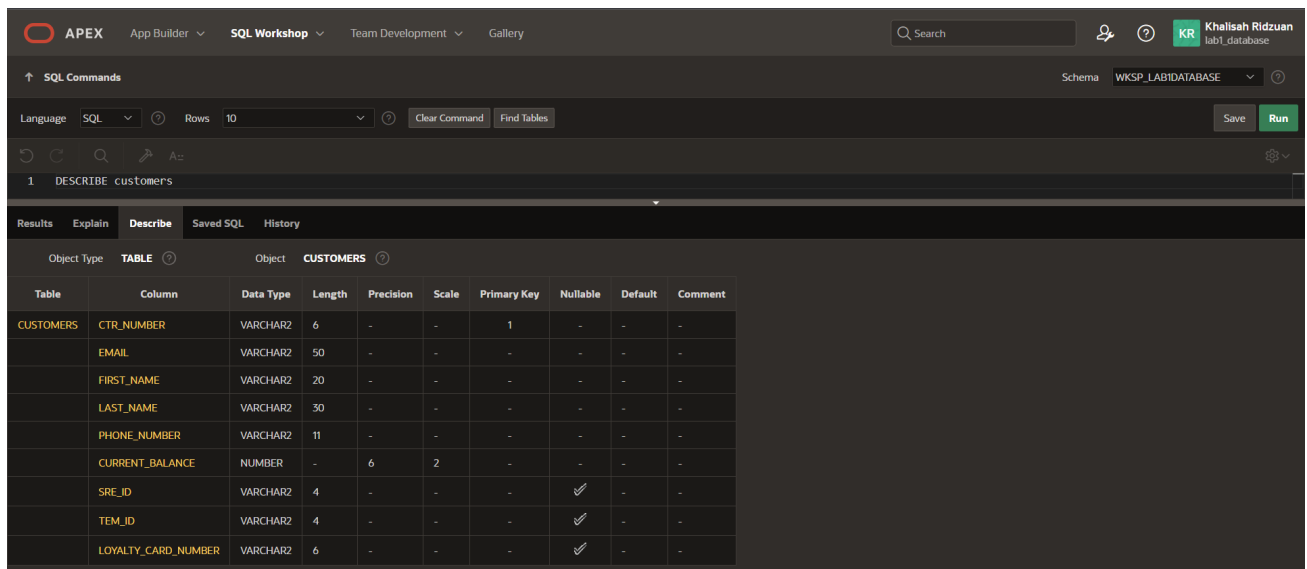 APEX App Builder SQL Workshop Team Development Gallery Search KR Khalisah Ridzuan
lab1_database
SQL Commands Schema WKSP_LAB1DATABASE
Language SQL Rows 10 Clear Command Find Tables Save Run
1 DESCRIBE customers
Results Explain Describe Saved SQL History
Object Type TABLE Object CUSTOMERS
Table Column Data Type Length Precision Scale Primary Key Nullable Default Comment
CUSTOMERS CTR_NUMBER VARCHAR2 6 - - 1 - - -
EMAIL VARCHAR2 50 - - - - - -
FIRST_NAME VARCHAR2 20 - - - - - -
LAST_NAME VARCHAR2 30 - - - - - -
PHONE_NUMBER VARCHAR2 11 - - - - - -
CURRENT_BALANCE NUMBER - 6 2 - - - -
SRE_ID VARCHAR2 4 - - - ✓ - -
TEM_ID VARCHAR2 4 - - - ✓ - -
LOYALTY_CARD_NUMBER VARCHAR2 6 - - - ✓ - -